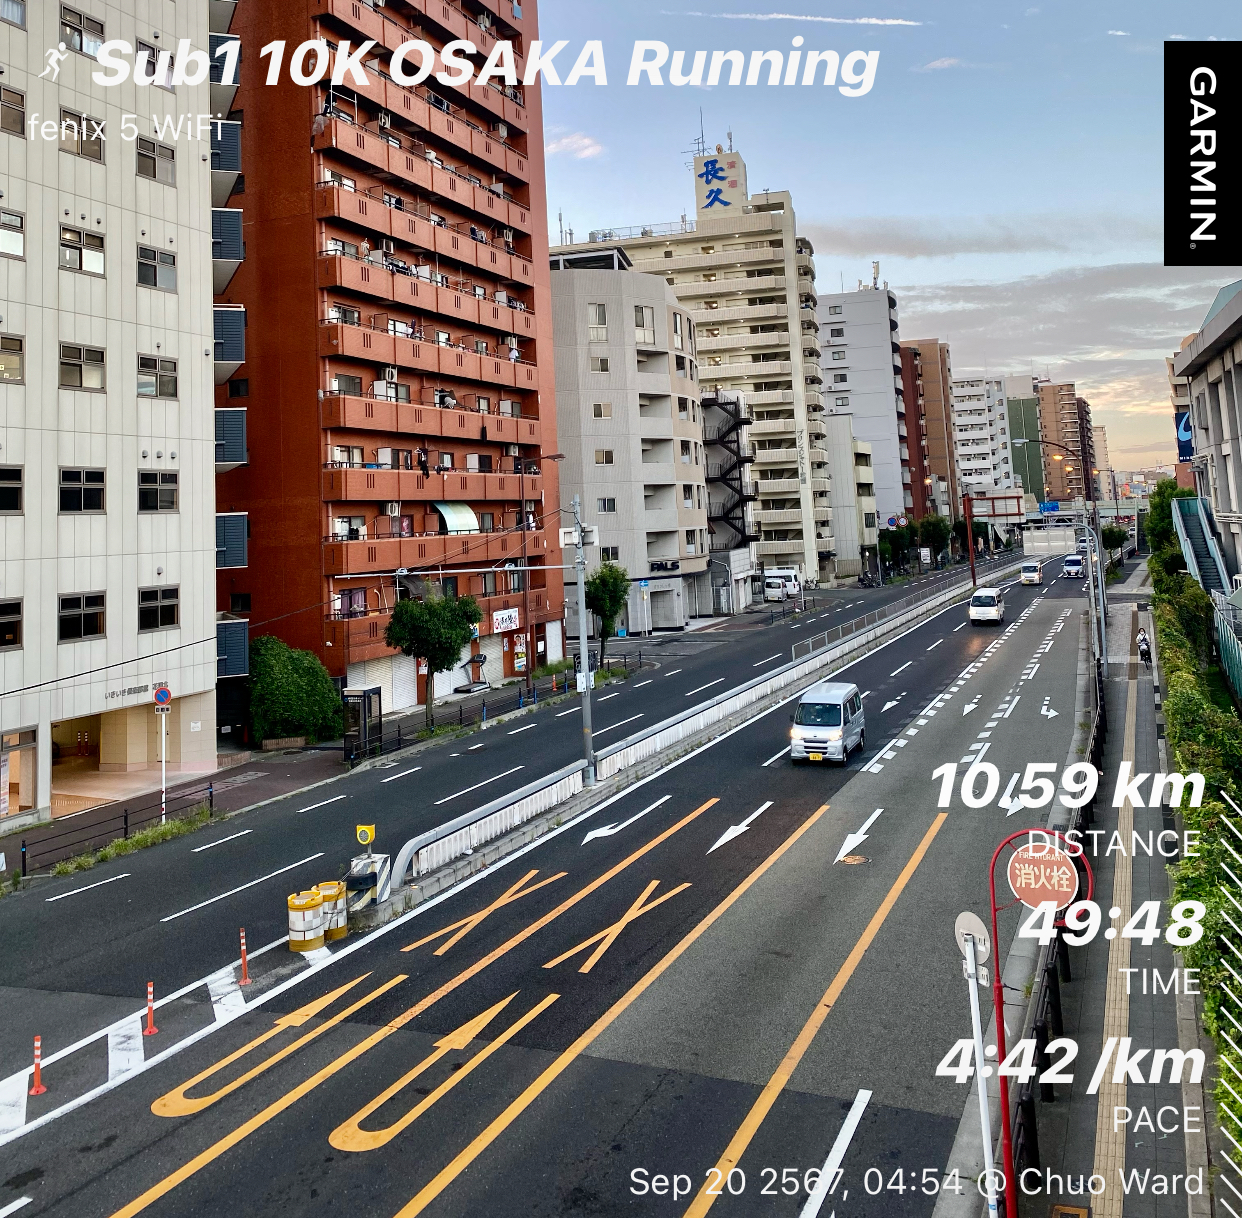 Sub1 10K OSAKA Running
fenix 5 WiFi
GARMIN
長
久
PALS
10.59 km
DISTANCE
FIRE HYDRANT
消火栓
49:48
TIME
4:42 /km
PACE
Sep 20 2567, 04:54 @ Chuo Ward